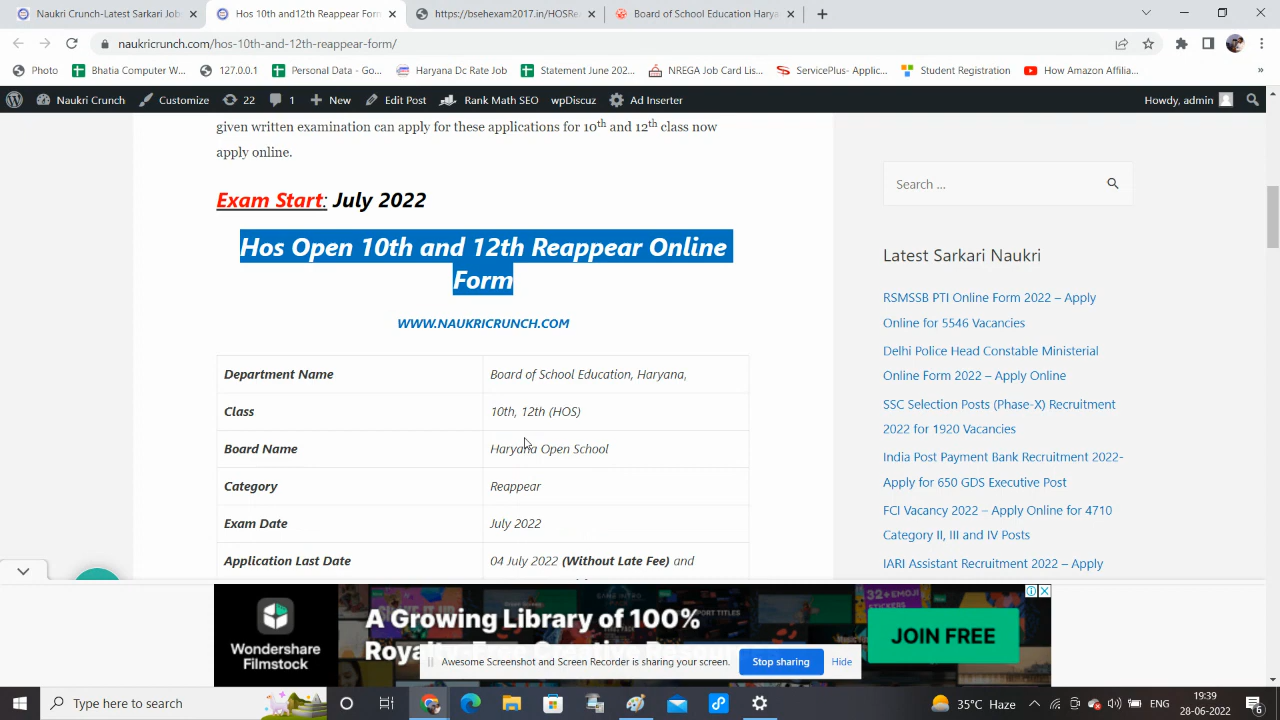 Naukri Crunch-Latest Sarkari Job
Hos 10th and12th Reappear For
https://bsehexam2017.in/HOSRe
Board of School Education Harya
naukricrunch.com/hos-10th-and-12th-reappear-form/
Photo
Bhatia Computer W...
127.0.0.1
Personal Data - Go...
Haryana Dc Rate Job
Statement June 202...
NREGA Job Card Lis...
ServicePlus- Applic...
Student Registration
How Amazon Affilia...
»
Naukri Crunch
Customize
22
1
New
Edit Post
Rank Math SEO
wpDiscuz
Ad Inserter
Howdy, admin
given written examination can apply for these applications for 10th and 12th class now
apply online.
Exam Start: July 2022
Hos Open 10th and 12th Reappear Online
Form
WWW.NAUKRICRUNCH.COM
Department Name Board of School Education, Haryana,
Class 10th, 12th (HOS)
Board Name Haryana Open School
Category Reappear
Exam Date July 2022
Application Last Date 04 July 2022 (Without Late Fee) and
Search ...
Latest Sarkari Naukri
RSMSSB PTI Online Form 2022 – Apply
Online for 5546 Vacancies
Delhi Police Head Constable Ministerial
Online Form 2022 – Apply Online
SSC Selection Posts (Phase-X) Recruitment
2022 for 1920 Vacancies
India Post Payment Bank Recruitment 2022-
Apply for 650 GDS Executive Post
FCI Vacancy 2022 – Apply Online for 4710
Category II, III and IV Posts
IARI Assistant Recruitment 2022 – Apply
Wondershare
Filmstock
A Growing Library of 100%
JOIN FREE
Awesome Screenshot and Screen Recorder is sharing your screen.
Stop sharing
Hide
Type here to search
35°C Haze
ENG
19:39
28-06-2022
6